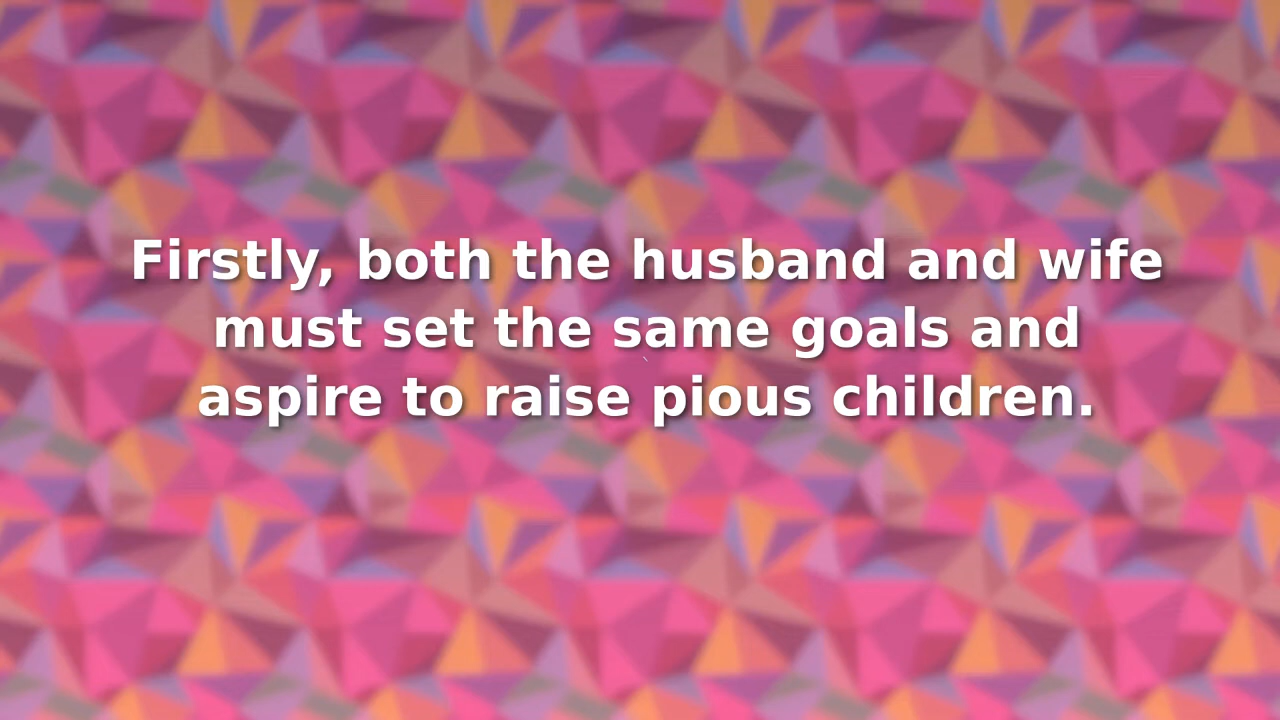 Firstly, both the husband and wife
must set the same goals and
aspire to raise pious children.